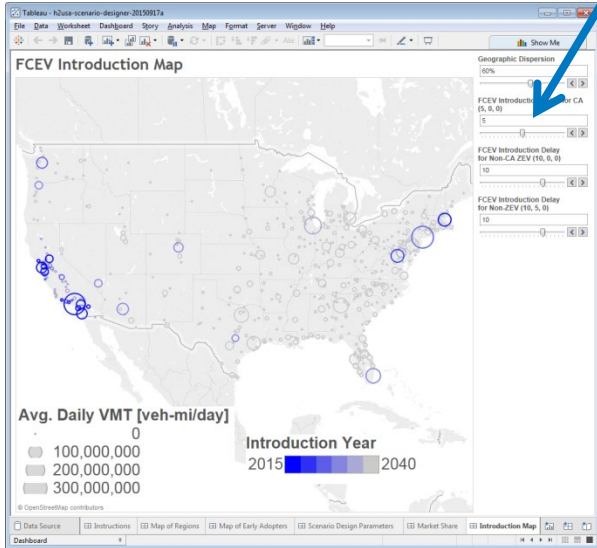 Tableau - h2usa-scenario-designer-20150917a
File Data Worksheet Dashboard Story Analysis Map Format Server Window Help
Abc
Show Me
FCEV Introduction Map
Geographic Dispersion
60%
FCEV Introduction for CA
(5, 0, 0)
5
FCEV Introduction Delay
for Non-CA ZEV (10, 0, 0)
10
FCEV Introduction Delay
for Non-ZEV (10, 5, 0)
10
Avg. Daily VMT [veh-mi/day]
0
100,000,000
200,000,000
300,000,000
Introduction Year
2015 2040
© OpenStreetMap contributors
Data Source Instructions Map of Regions Map of Early Adopters Scenario Design Parameters Market Share Introduction Map
Dashboard